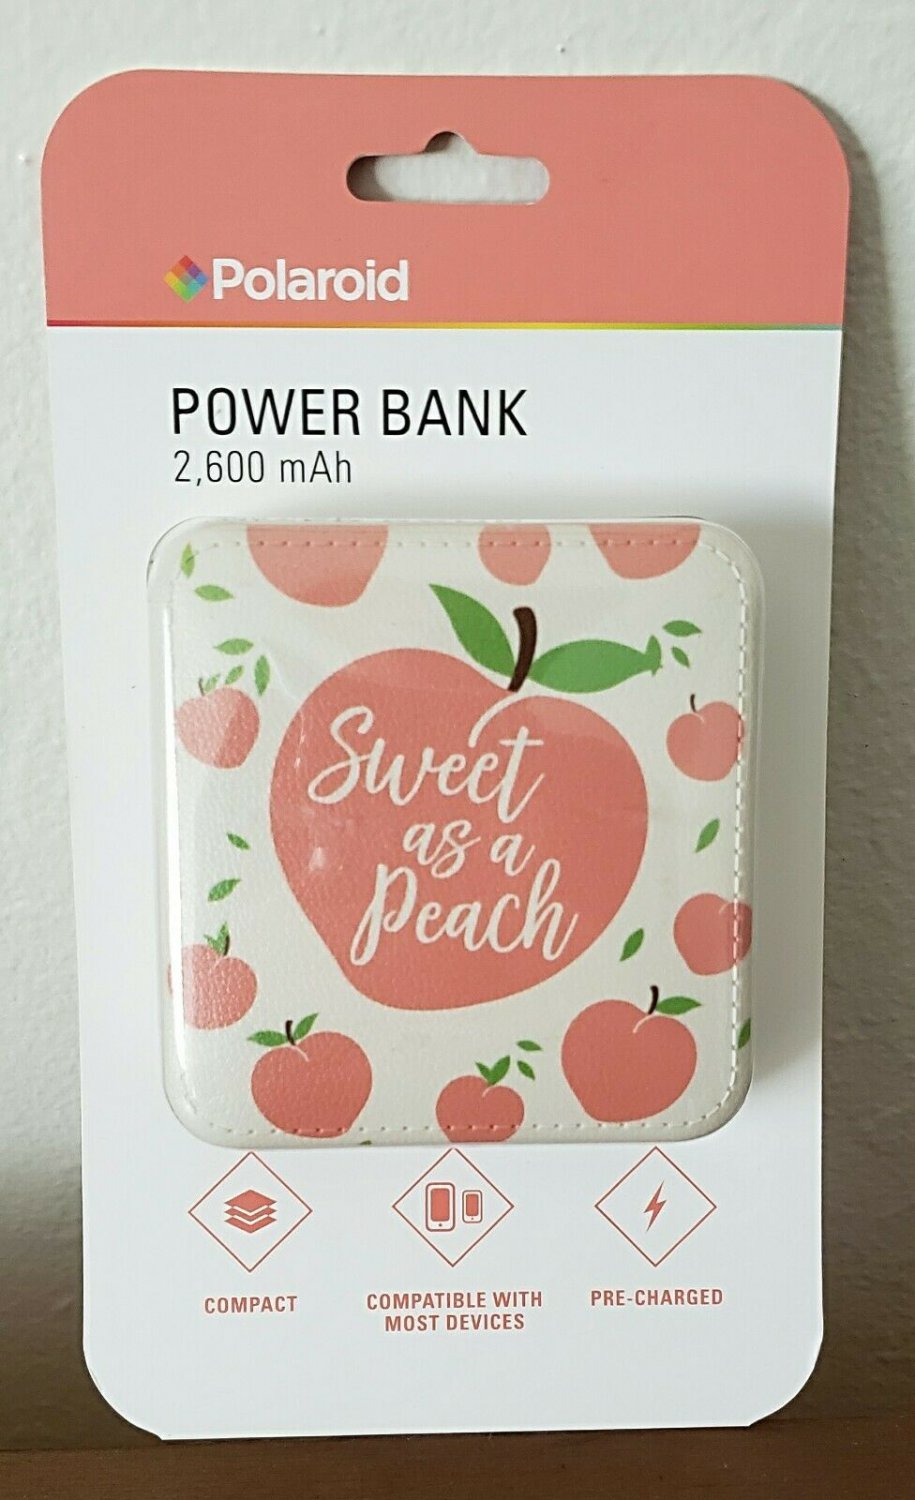 Polaroid
POWER BANK
2,600 mAh
Sweet
as a
Peach
COMPACT
COMPATIBLE WITH
MOST DEVICES
PRE-CHARGED